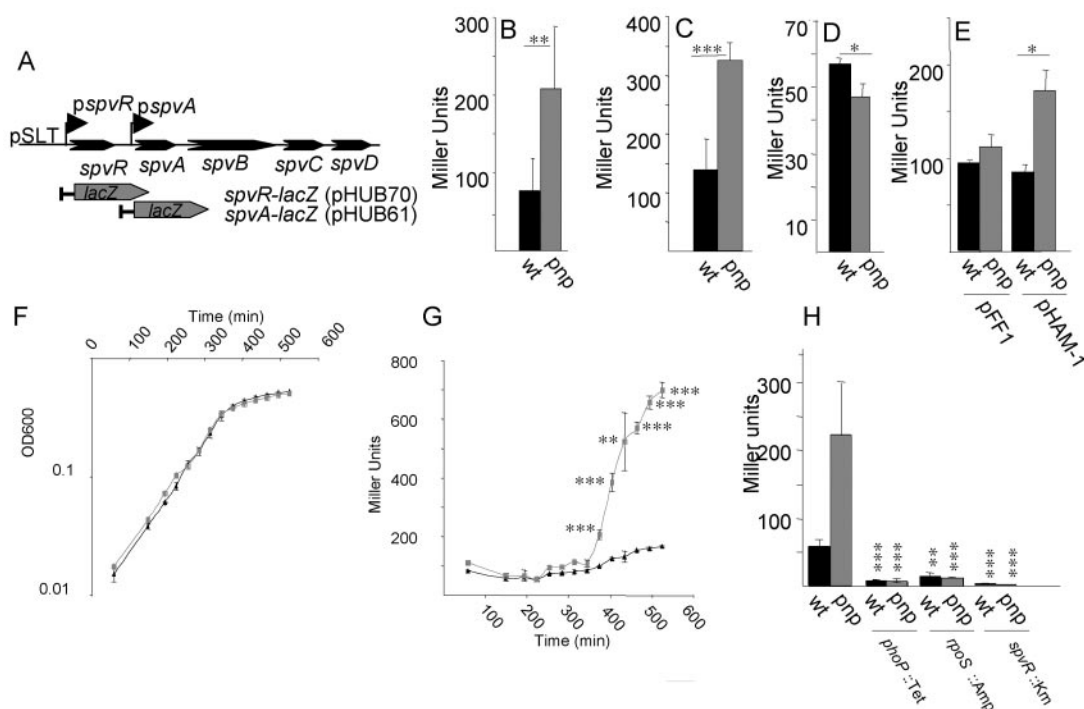 A
pspvR
pspvA
pSLT
spvR
spvA
spvB
spvC
spvD
lacZ
spvR-lacZ (pHUB70)
lacZ
spvA-lacZ (pHUB61)
B
Miller Units
300
200
100
**
wt
pnp
C
Miller Units
400
300
200
100
***
wt
pnp
D
Miller Units
70
50
30
10
*
wt
pnp
E
Miller Units
200
100
*
wt
pnp
wt
pnp
pFF1
pHAM-1
F
Time (min)
0
100
200
300
400
500
600
OD600
0.1
0.01
G
Miller Units
800
600
400
200
***
***
**
***
***
***
100
200
300
400
500
600
Time (min)
H
Miller units
300
200
100
*** *** ** *** *** ***
wt
pnp
wt
pnp
wt
pnp
wt
pnp
phoP::Tet
rpoS::Amp
spvR::Km